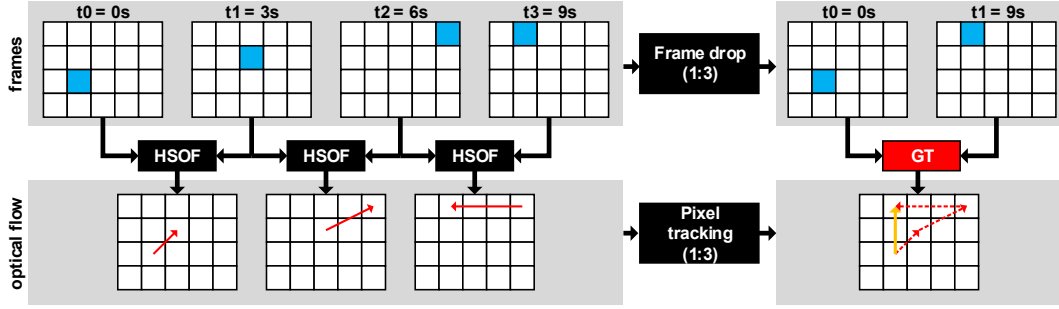 t0 = 0s
t1 = 3s
t2 = 6s
t3 = 9s
t0 = 0s
t1 = 9s
frames
Frame drop
(1:3)
HSOF
HSOF
HSOF
GT
optical flow
Pixel
tracking
(1:3)